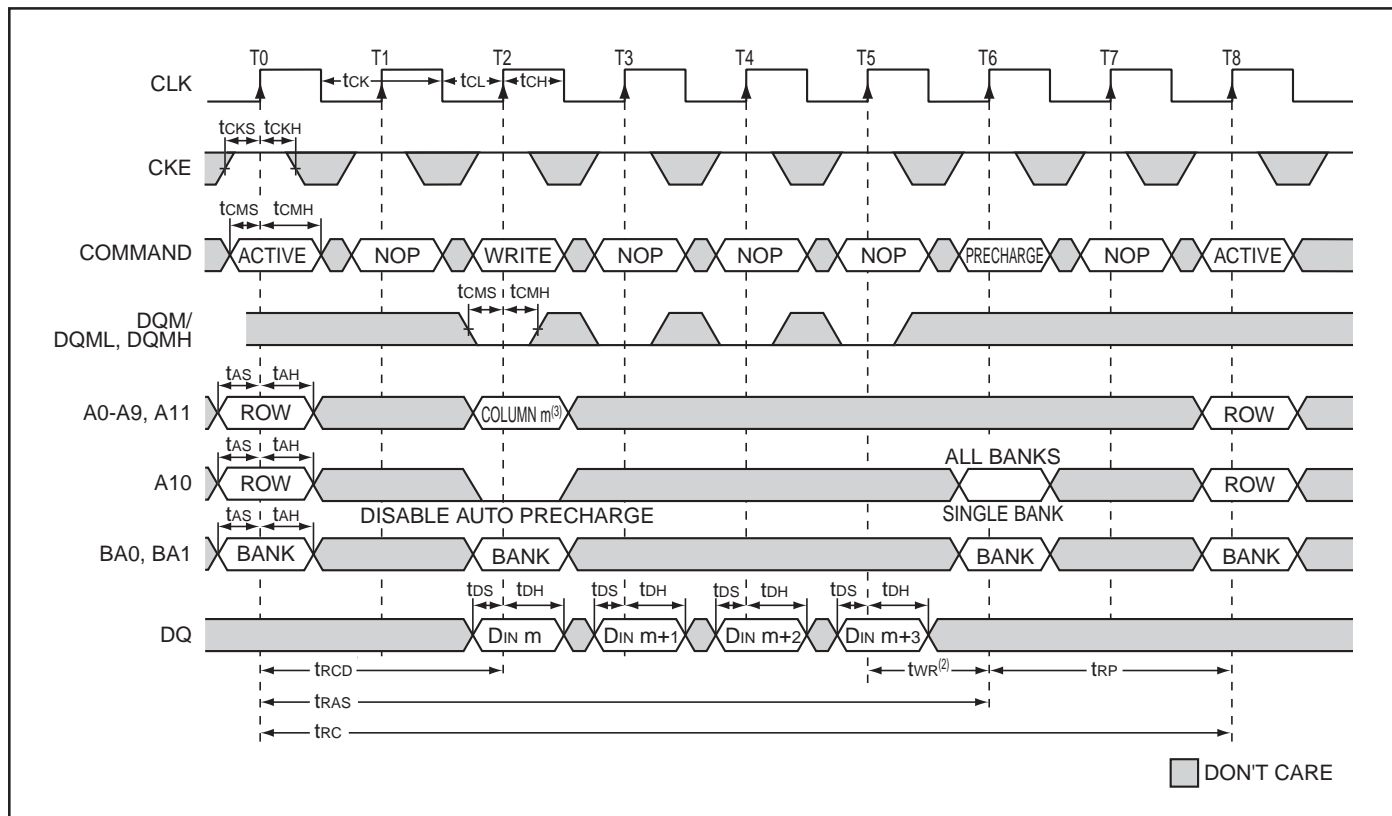 T0 T1 T2 T3 T4 T5 T6 T7 T8
CLK tCK tCL tCH
tCKS tCKH
CKE
tCMS tCMH
COMMAND ACTIVE NOP WRITE NOP NOP NOP PRECHARGE NOP ACTIVE
tCMS tCMH
DQM/
DQML, DQMH
tAS tAH
A0-A9, A11 ROW COLUMN m(3) ROW
tAS tAH ALL BANKS
A10 ROW ROW
tAS tAH DISABLE AUTO PRECHARGE SINGLE BANK
BA0, BA1 BANK BANK BANK BANK
tDS tDH tDS tDH tDS tDH tDS tDH
DQ DIN m DIN m+1 DIN m+2 DIN m+3
tRCD tWR(2) tRP
tRAS
tRC
DON'T CARE